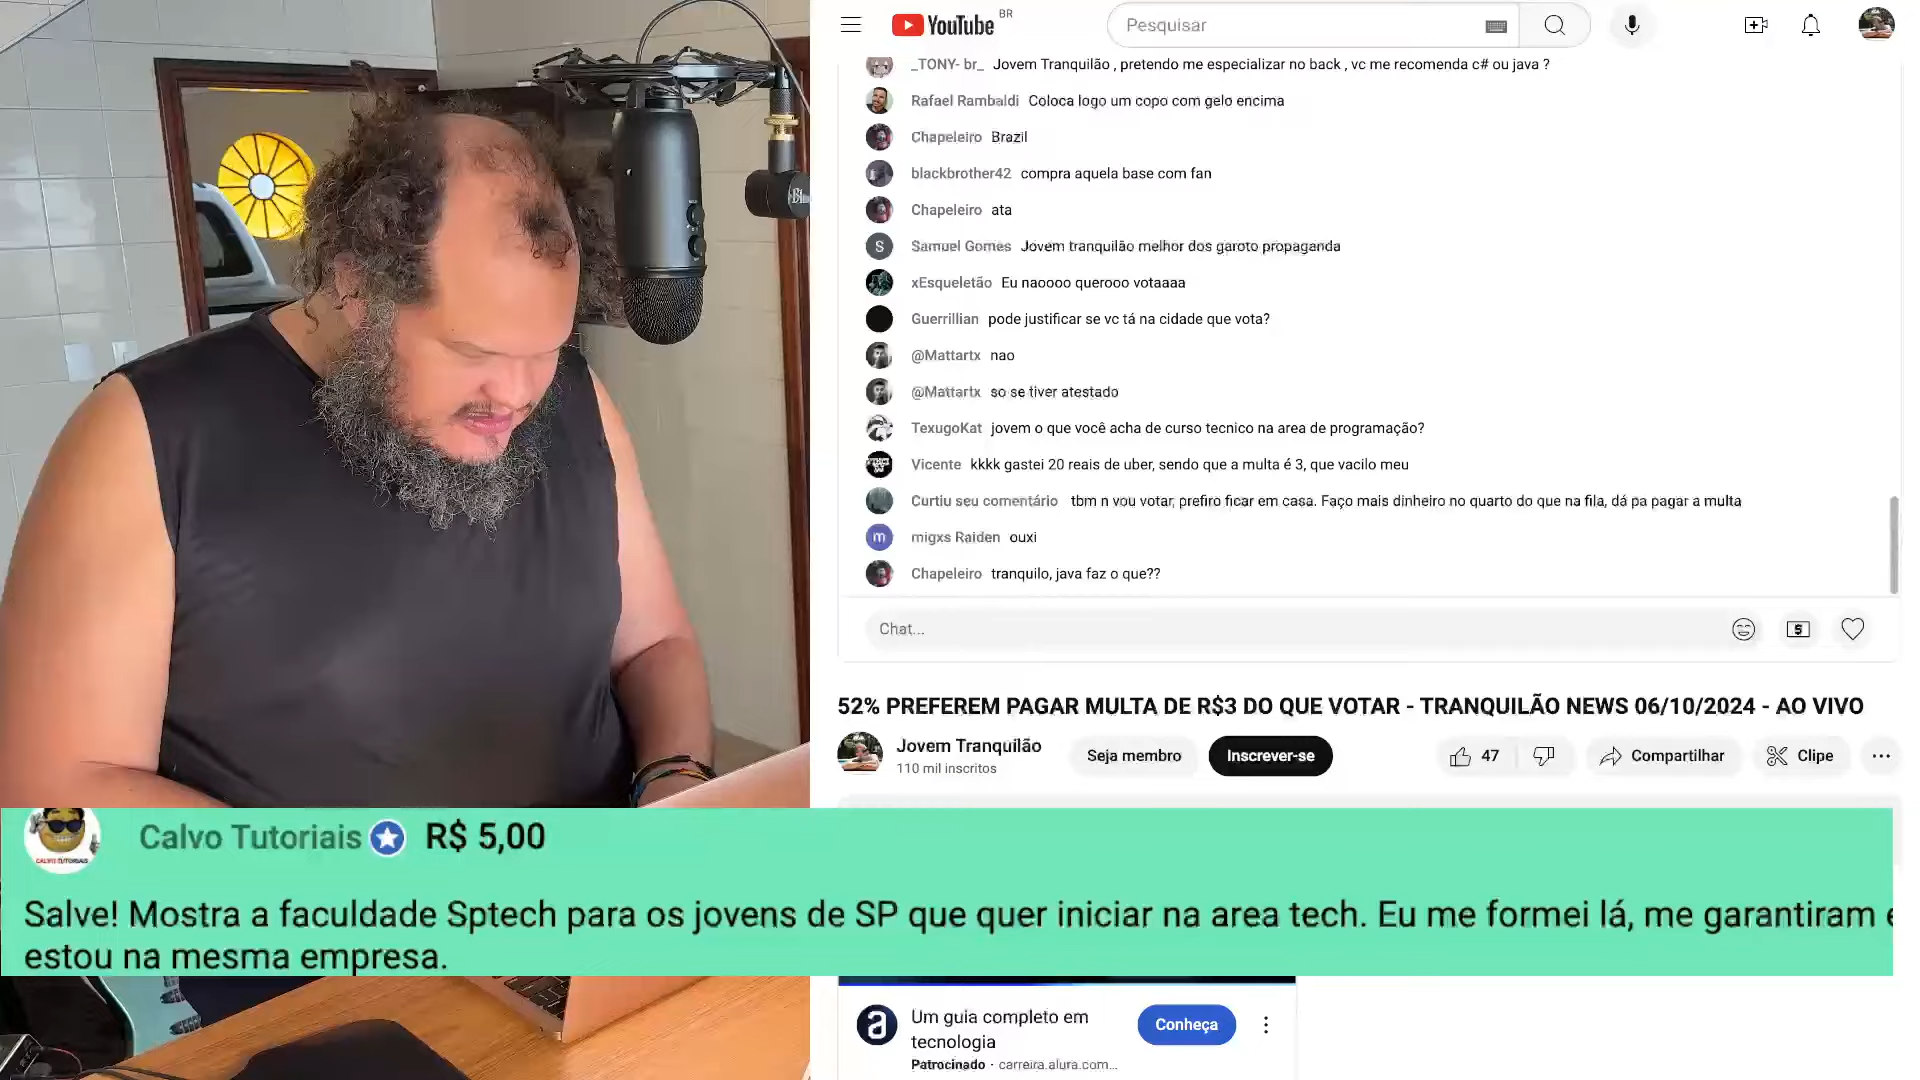 YouTube BR
Pesquisar
_TONY- br_ Jovem Tranquilão , pretendo me especializar no back , vc me recomenda c# ou java ?
Rafael Rambaldi Coloca logo um copo com gelo encima
Chapeleiro Brazil
blackbrother42 compra aquela base com fan
Chapeleiro ata
S Samuel Gomes Jovem tranquilão melhor dos garoto propaganda
xEsqueletão Eu naoooo querooo votaaaa
Guerrillian pode justificar se vc tá na cidade que vota?
@Mattartx nao
@Mattartx so se tiver atestado
TexugoKat jovem o que você acha de curso tecnico na area de programação?
Vicente kkkk gastei 20 reais de uber, sendo que a multa é 3, que vacilo meu
Curtiu seu comentário tbm n vou votar, prefiro ficar em casa. Faço mais dinheiro no quarto do que na fila, dá pa pagar a multa
m migxs Raiden ouxi
Chapeleiro tranquilo, java faz o que??
Chat...
52% PREFEREM PAGAR MULTA DE R$3 DO QUE VOTAR - TRANQUILÃO NEWS 06/10/2024 - AO VIVO
Jovem Tranquilão
110 mil inscritos
Seja membro
Inscrever-se
47
Compartilhar
Clipe
CALVO TUTORIAIS
Calvo Tutoriais R$ 5,00
Salve! Mostra a faculdade Sptech para os jovens de SP que quer iniciar na area tech. Eu me formei lá, me garantiram
estou na mesma empresa.
a
Um guia completo em
tecnologia
Conheça
Patrocinado · carreira.alura.com...